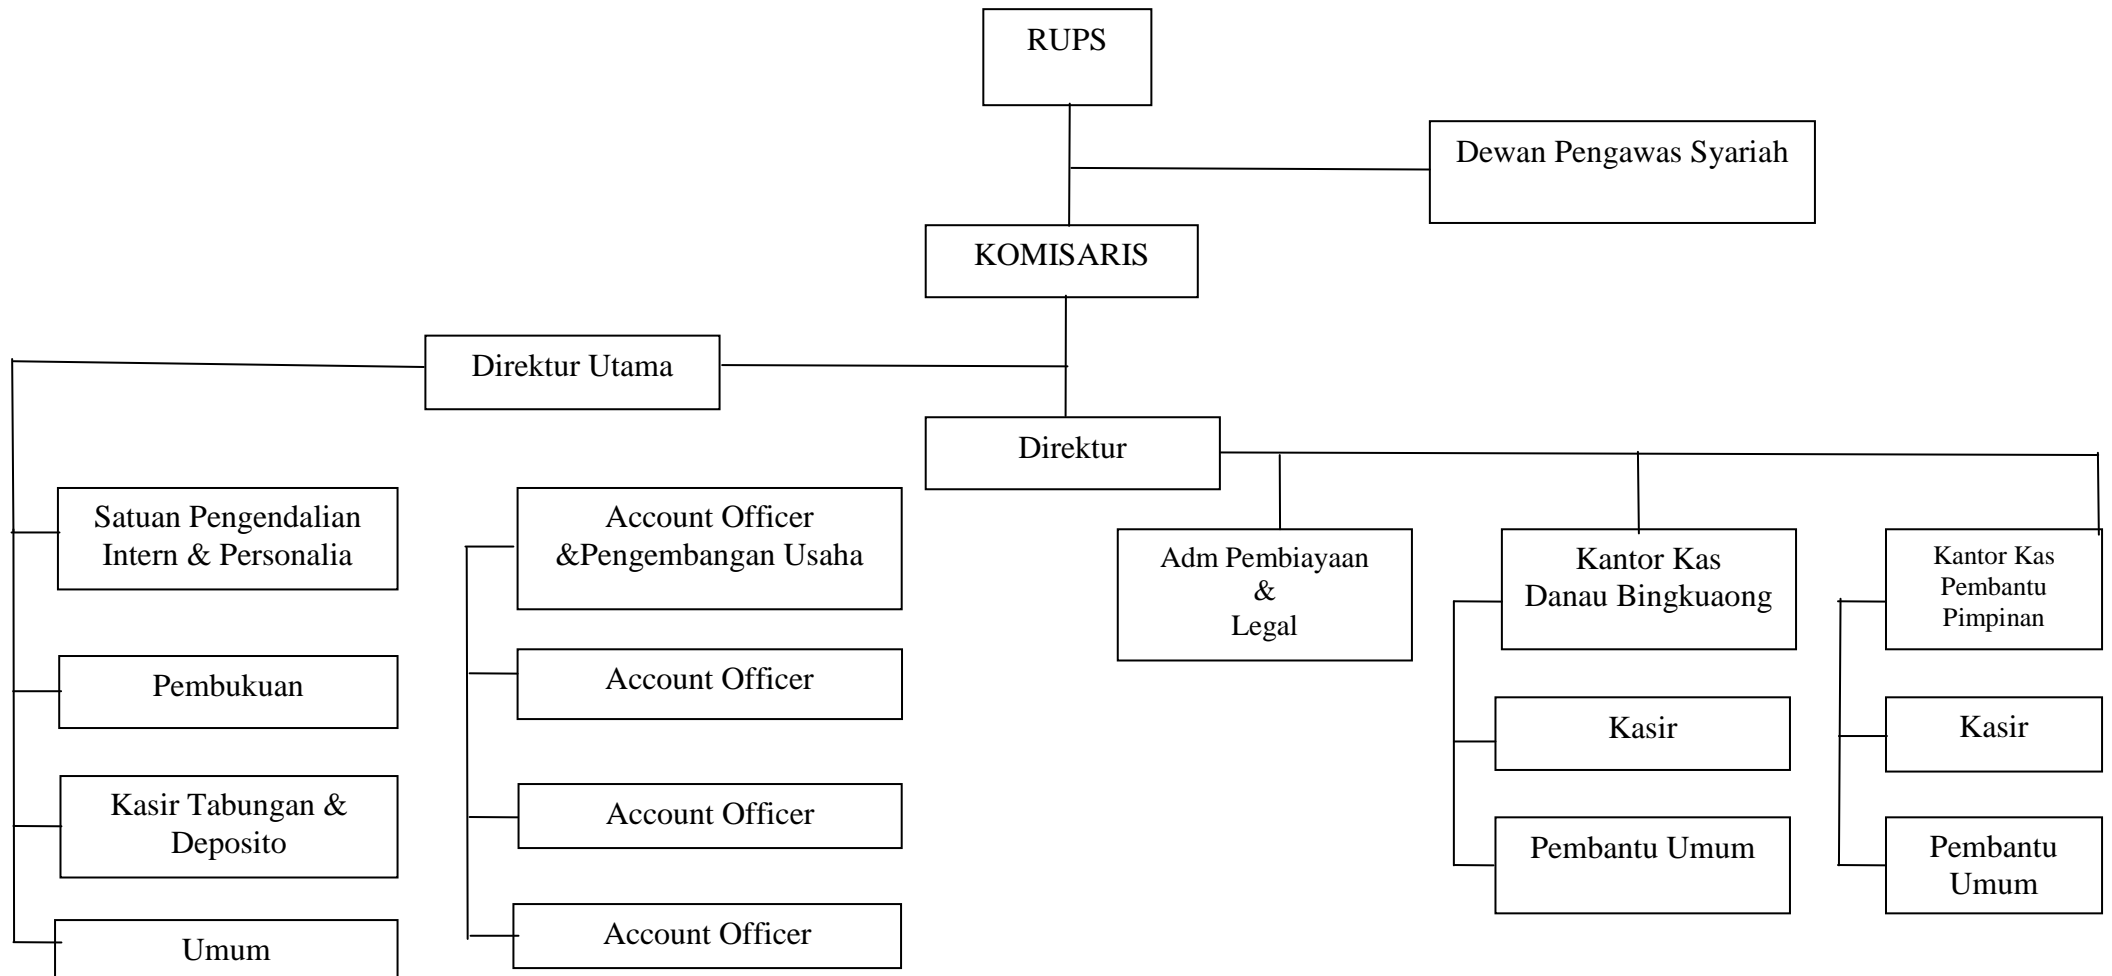 RUPS
Dewan Pengawas Syariah
KOMISARIS
Direktur Utama
Direktur
Satuan Pengendalian
Intern & Personalia
Pembukuan
Kasir Tabungan &
Deposito
Umum
Account Officer
&Pengembangan Usaha
Account Officer
Account Officer
Account Officer
Adm Pembiayaan
&
Legal
Kantor Kas
Danau Bingkuaong
Kasir
Pembantu Umum
Kantor Kas
Pembantu
Pimpinan
Kasir
Pembantu
Umum